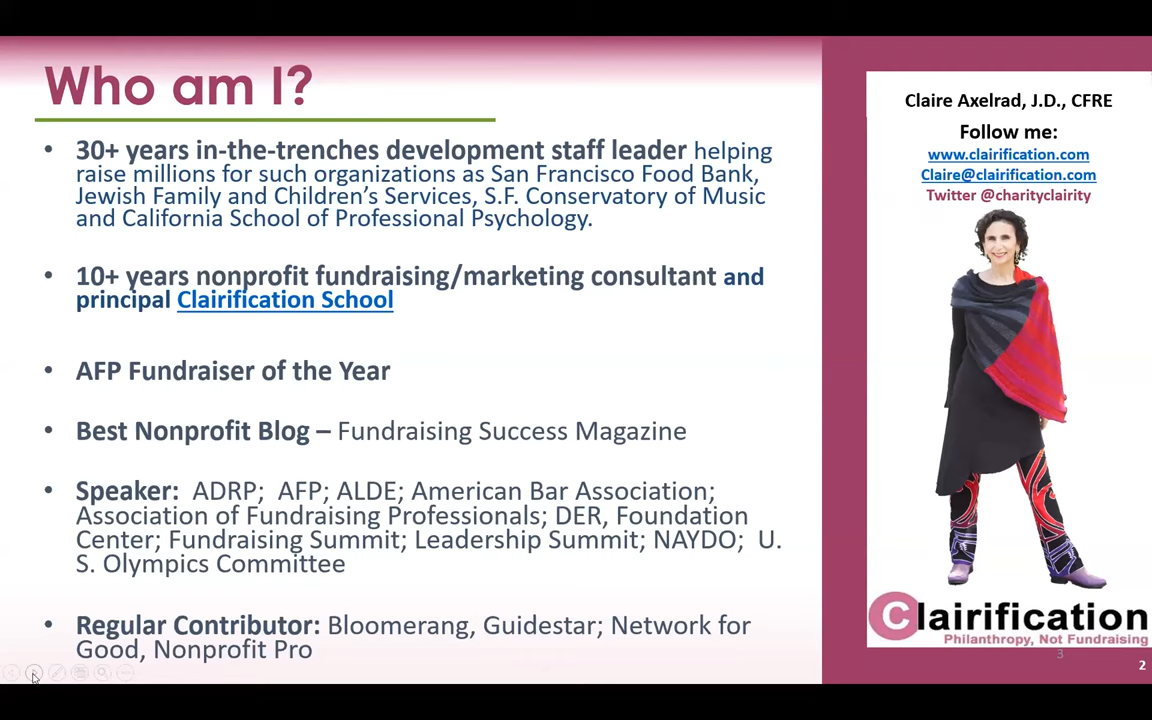 Who am I?
• 30+ years in-the-trenches development staff leader helping
raise millions for such organizations as San Francisco Food Bank,
Jewish Family and Children's Services, S.F. Conservatory of Music
and California School of Professional Psychology.
• 10+ years nonprofit fundraising/marketing consultant and
principal Clairification School
• AFP Fundraiser of the Year
• Best Nonprofit Blog – Fundraising Success Magazine
• Speaker: ADRP; AFP; ALDE; American Bar Association;
Association of Fundraising Professionals; DER, Foundation
Center; Fundraising Summit; Leadership Summit; NAYDO; U.
S. Olympics Committee
• Regular Contributor: Bloomerang, Guidestar; Network for
Good, Nonprofit Pro
Claire Axelrad, J.D., CFRE
Follow me:
www.clairification.com
Claire@clairification.com
Twitter @charityclairity
Clairification
Philanthropy, Not Fundraising
3
2